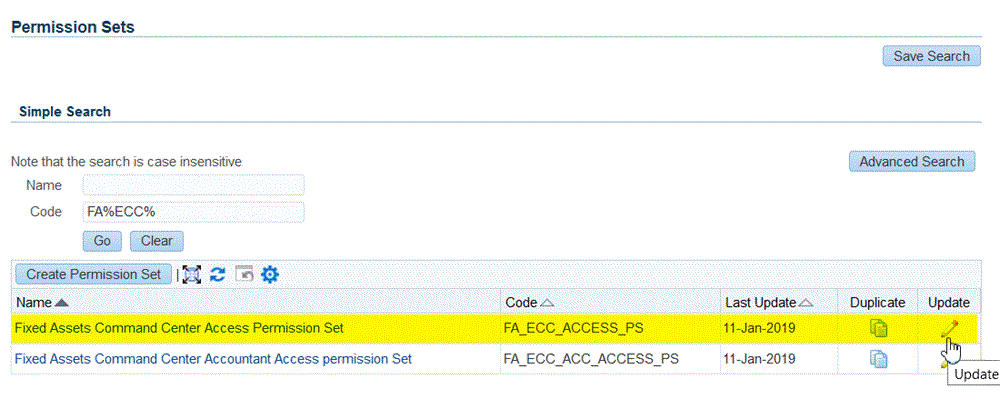 Permission Sets
Save Search
Simple Search
Note that the search is case insensitive
Advanced Search
Name
Code FA%ECC%
Go Clear
Create Permission Set
Name Code Last Update Duplicate Update
Fixed Assets Command Center Access Permission Set FA_ECC_ACCESS_PS 11-Jan-2019
Fixed Assets Command Center Accountant Access permission Set FA_ECC_ACC_ACCESS_PS 11-Jan-2019
Update